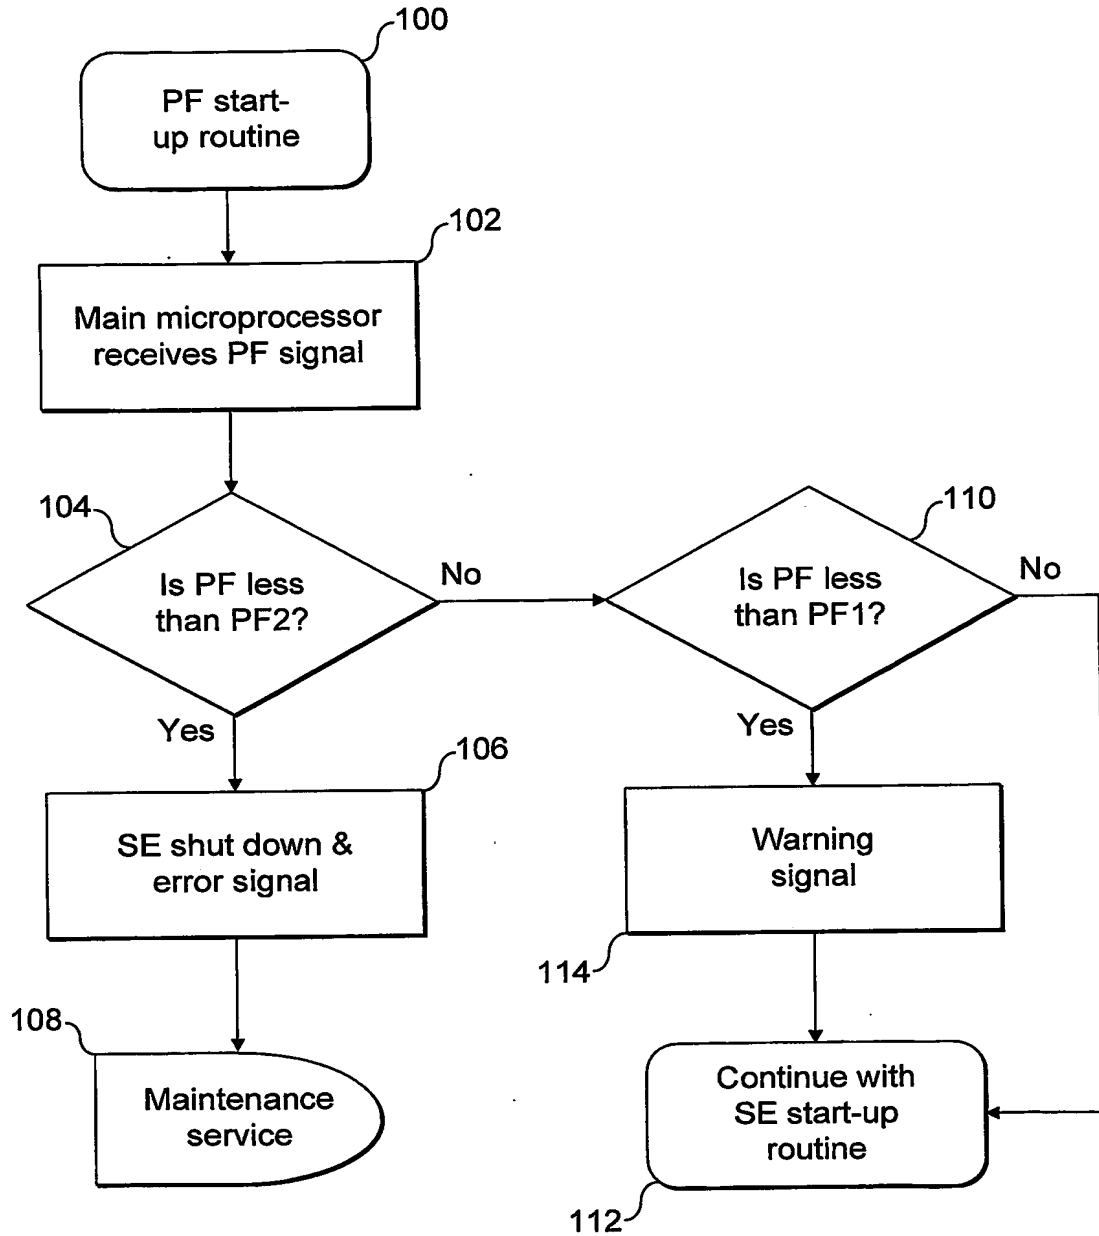 100
PF start-
up routine
102
Main microprocessor
receives PF signal
104
Is PF less
than PF2?
No
Yes
110
Is PF less
than PF1?
No
Yes
106
SE shut down &
error signal
Warning
signal
114
108
Maintenance
service
Continue with
SE start-up
routine
112